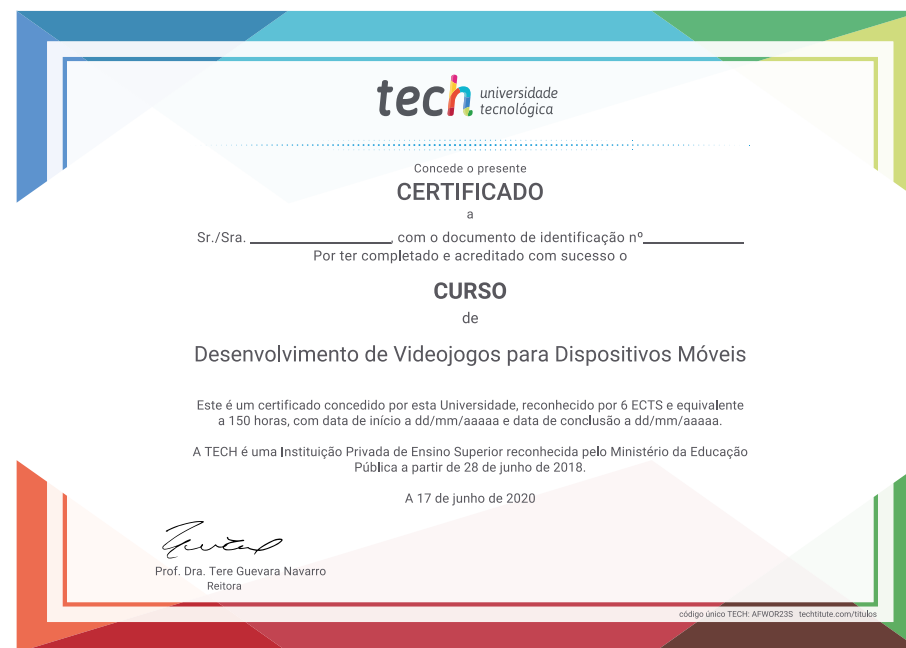 tech universidade
tecnológica
Concede o presente
CERTIFICADO
a
Sr./Sra. ____________________, com o documento de identificação nº______________
Por ter completado e acreditado com sucesso o
CURSO
de
Desenvolvimento de Videojogos para Dispositivos Móveis
Este é um certificado concedido por esta Universidade, reconhecido por 6 ECTS e equivalente
a 150 horas, com data de início a dd/mm/aaaaa e data de conclusão a dd/mm/aaaaa.
A TECH é uma Instituição Privada de Ensino Superior reconhecida pelo Ministério da Educação
Pública a partir de 28 de junho de 2018.
A 17 de junho de 2020
Prof. Dra. Tere Guevara Navarro
Reitora
código único TECH: AFWOR23S techtitute.com/titulos